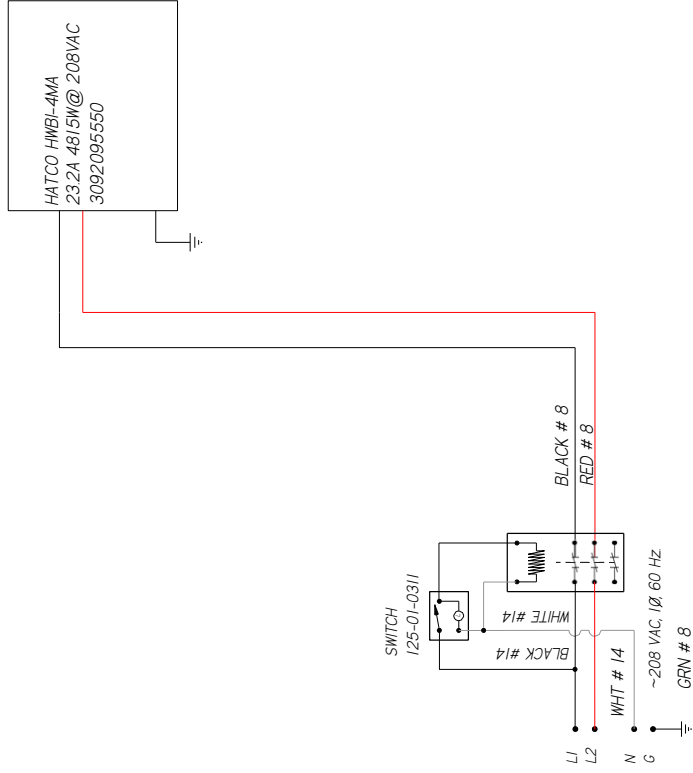 HATCO HWBI-4MA
23.2A 4815W@ 208VAC
3092095550
BLACK # 8
RED # 8
SWITCH
125-01-0311
WHITE #14
BLACK #14
WHT # 14
~208 VAC, 1Ø, 60 Hz.
GRN # 8
L1
L2
N
G